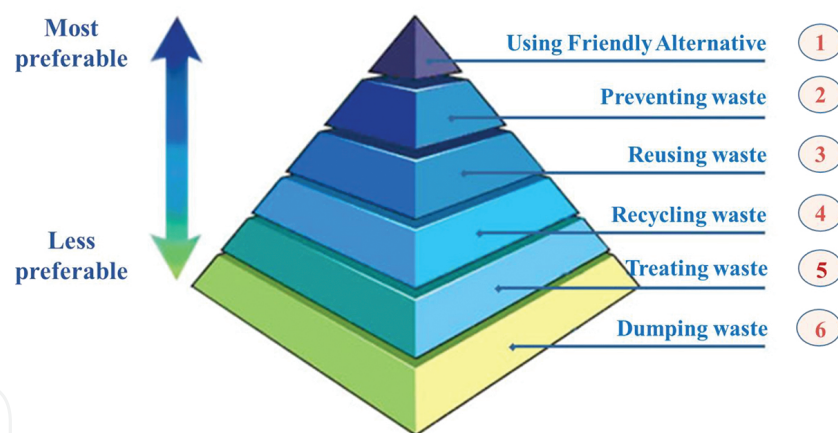 Most
preferable
Using Friendly Alternative 1
Preventing waste 2
Reusing waste 3
Recycling waste 4
Less
preferable
Treating waste 5
Dumping waste 6